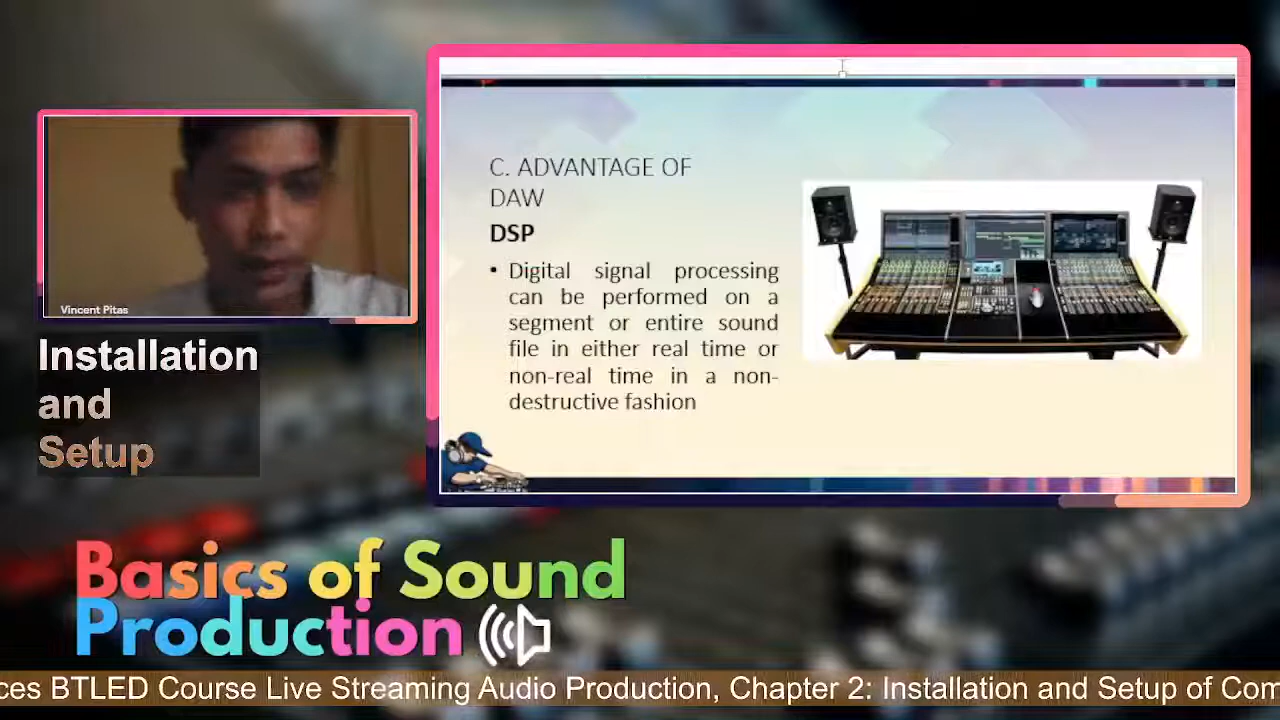 Vincent Pitas
Installation
and
Setup
C. ADVANTAGE OF
DAW
DSP
• Digital signal processing
can be performed on a
segment or entire sound
file in either real time or
non-real time in a non-
destructive fashion
Basics of Sound
Production
ces BTLED Course Live Streaming Audio Production, Chapter 2: Installation and Setup of Com